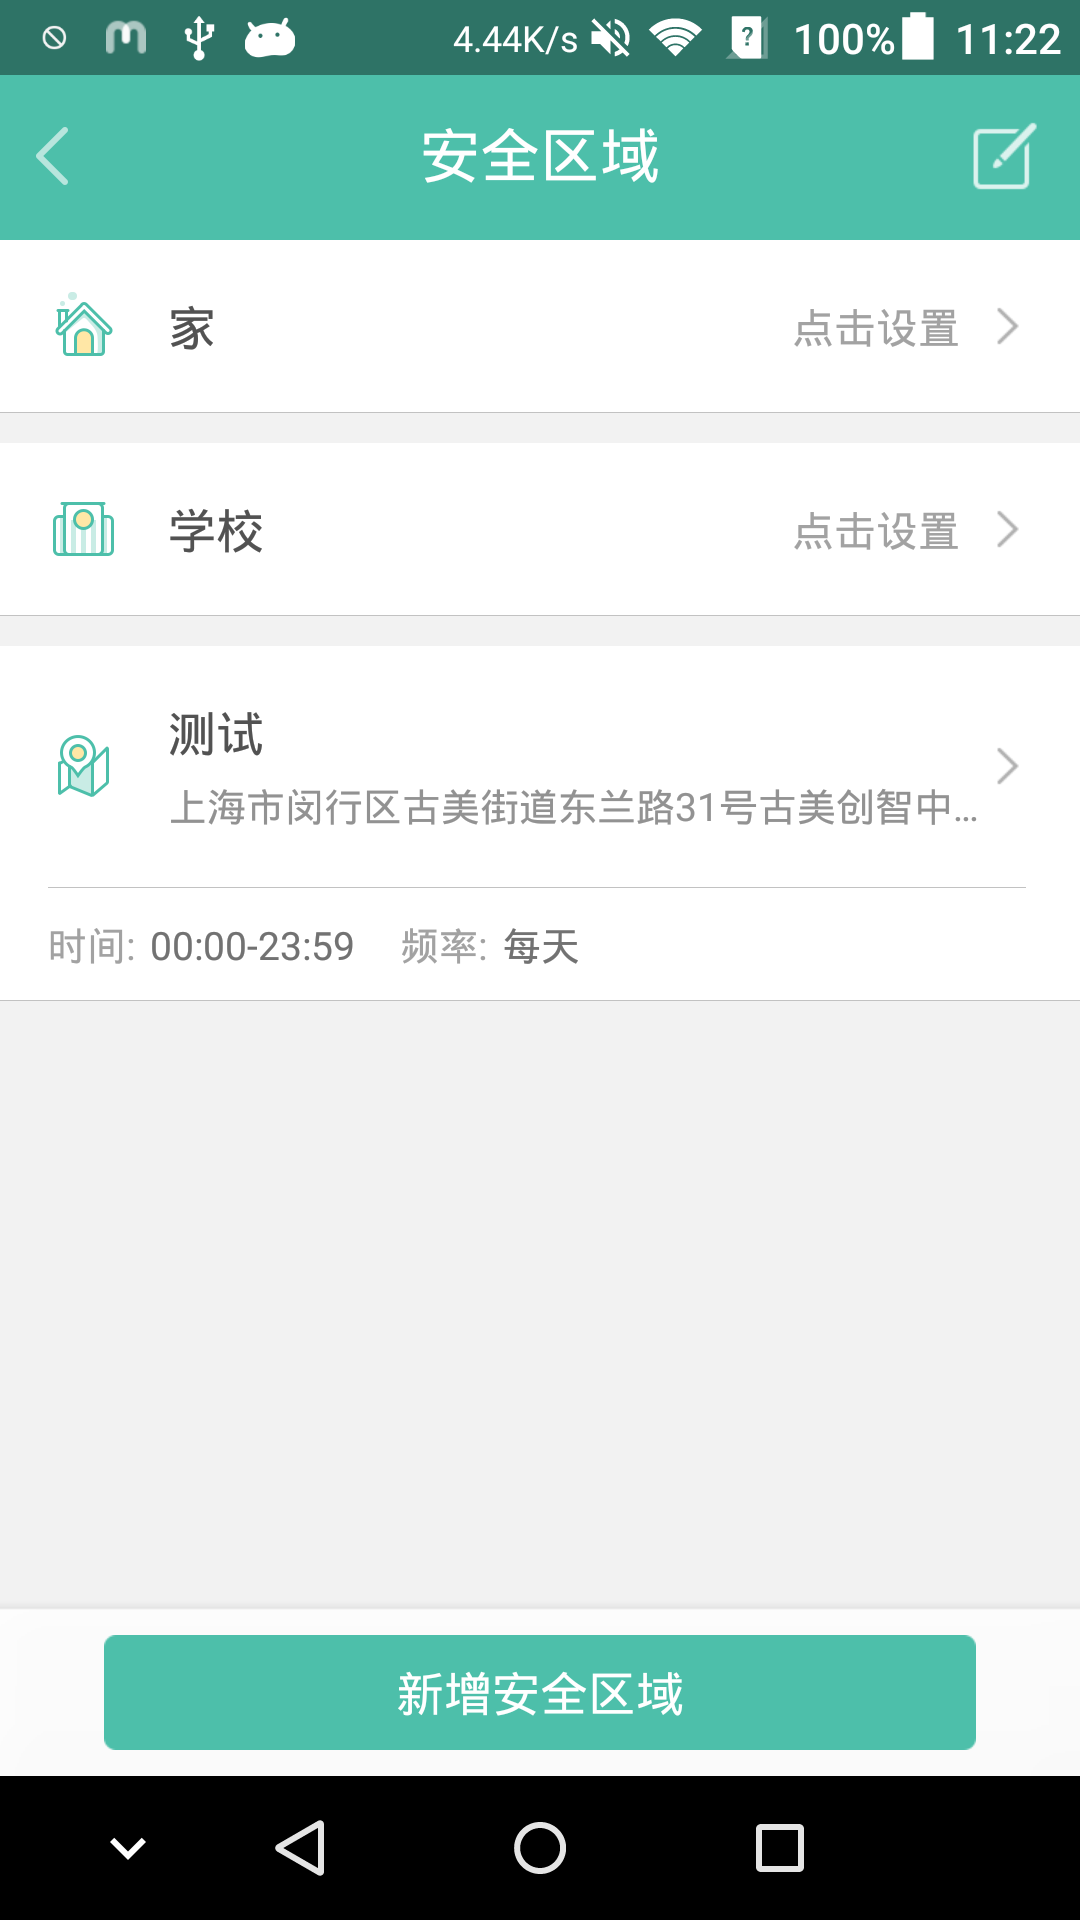 4.44K/s 100% 11:22
安全区域
家 点击设置
学校 点击设置
测试
上海市闵行区古美街道东兰路31号古美创智中...
时间: 00:00-23:59 频率: 每天
新增安全区域